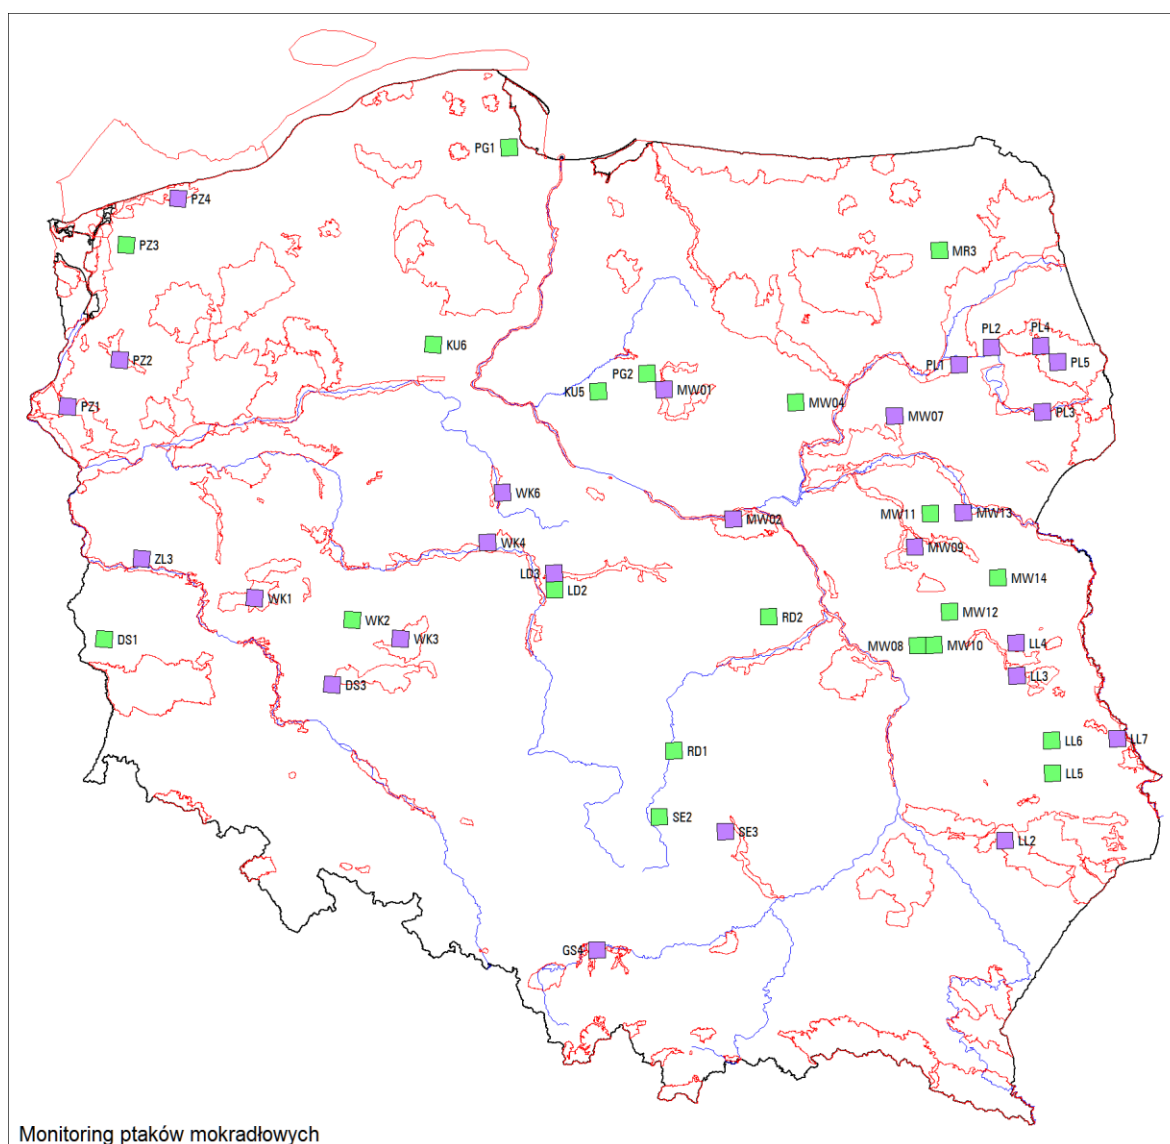 PG1
PZ4
PZ3
MR3
PL2
PL4
KU6
PZ2
PL1
PL5
PG2
KU5
MW01
MW04
PZ1
MW07
PL3
WK6
MW11
MW13
MW02
WK4
MW09
ZL3
LD3
LD2
MW14
WK1
MW12
WK2
RD2
DS1
WK3
MW08
MW10
LL4
LL3
DS3
LL6
LL7
RD1
LL5
SE2
SE3
LL2
GS4
Monitoring ptaków mokradłowych